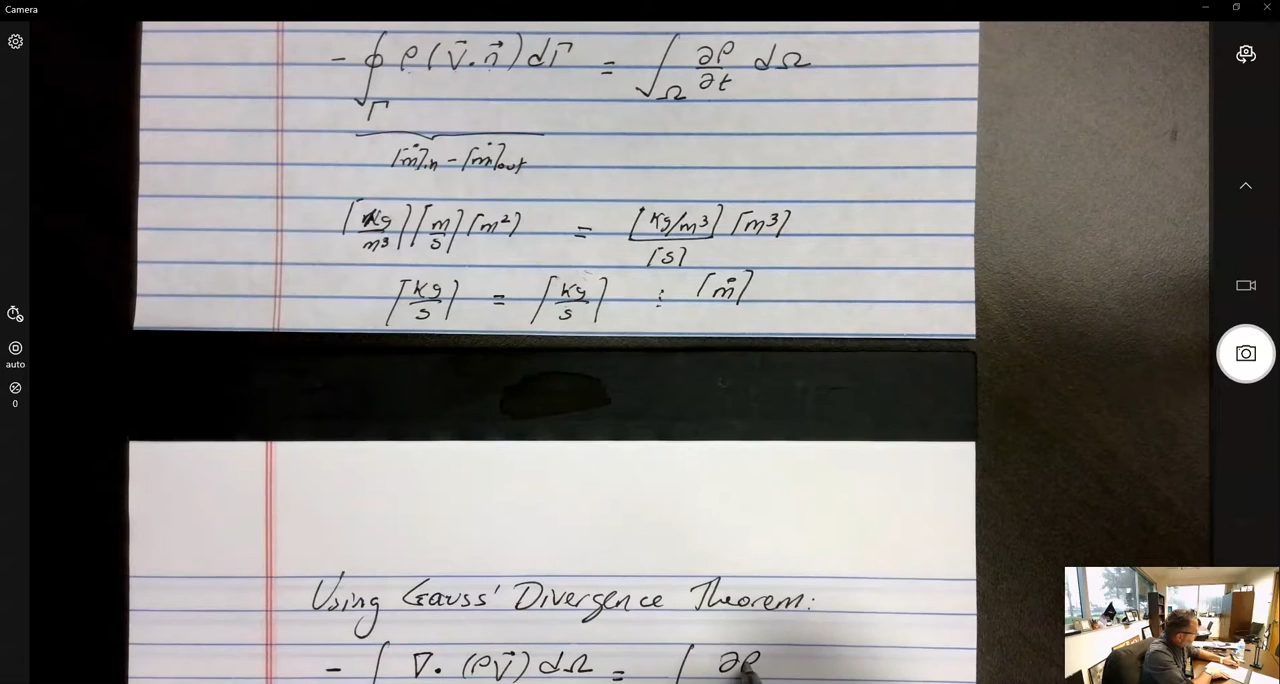 Camera
- ∮_Γ ρ(V⃗·n⃗)dΓ = ∫_Ω ∂ρ/∂t dΩ
[ṁ]in - [ṁ]out
[Kg/m³][m/s][m²] = [Kg/m³]/[s] [m³]
[Kg/s] = [Kg/s] : [ṁ]
auto
0
Using Gauss' Divergence Theorem:
- ∫ ∇·(ρV⃗)dΩ = ∫ ∂ρ